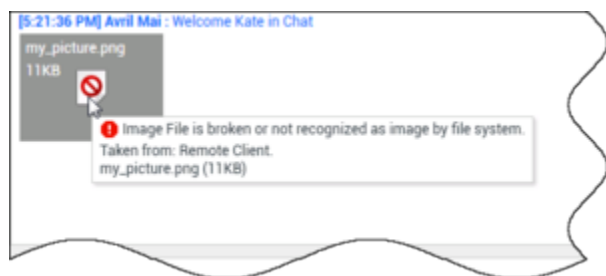 [5:21:36 PM] Avril Mai : Welcome Kate in Chat
my_picture.png
11KB
Image File is broken or not recognized as image by file system.
Taken from: Remote Client.
my_picture.png (11KB)